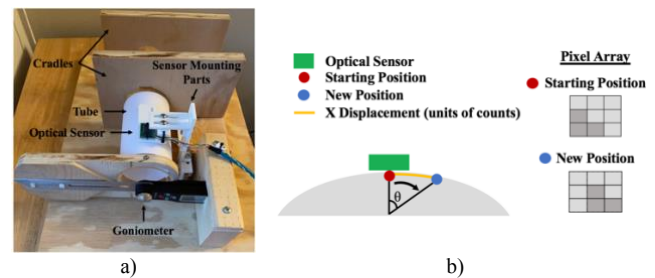 Cradles
Sensor Mounting
Parts
Tube
Optical Sensor
Goniometer
a)
Optical Sensor
Starting Position
New Position
X Displacement (units of counts)
θ
b)
Pixel Array
Starting Position
New Position